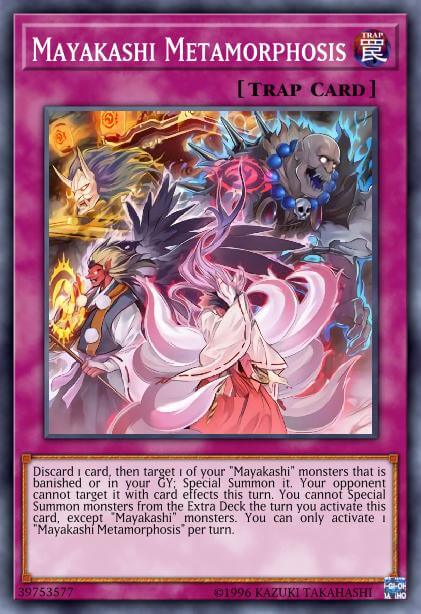 MAYAKASHI METAMORPHOSIS
TRAP
罠
[TRAP CARD]
Discard 1 card, then target 1 of your "Mayakashi" monsters that is
banished or in your GY; Special Summon it. Your opponent
cannot target it with card effects this turn. You cannot Special
Summon monsters from the Extra Deck the turn you activate this
card, except "Mayakashi" monsters. You can only activate 1
"Mayakashi Metamorphosis" per turn.
39753577
©1996 KAZUKI TAKAHASHI